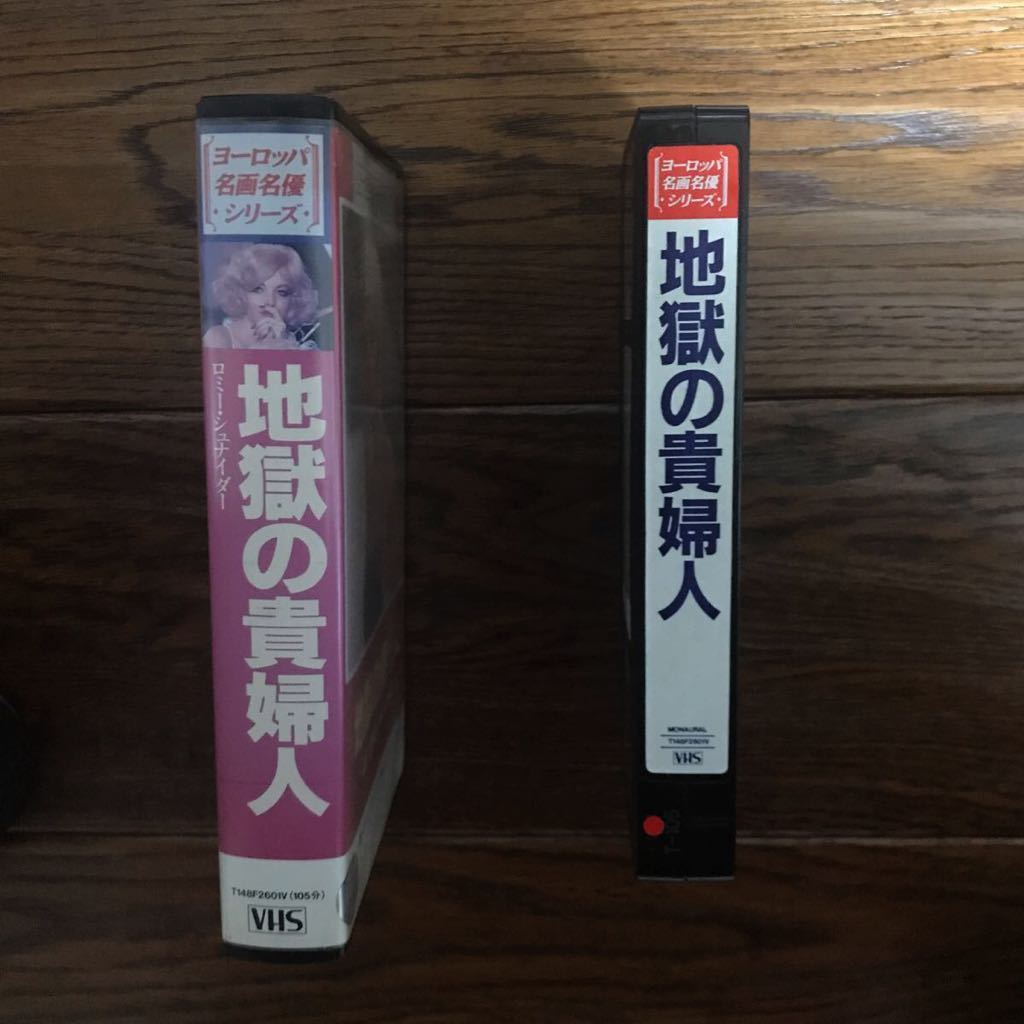 ヨーロッパ
名画名優
・シリーズ・
ロミー・シュナイダー
地獄の貴婦人
T148F2601V(105分)
VHS
ヨーロッパ
名画名優
・シリーズ・
地獄の貴婦人
MONAURAL
T148F2601V
VHS